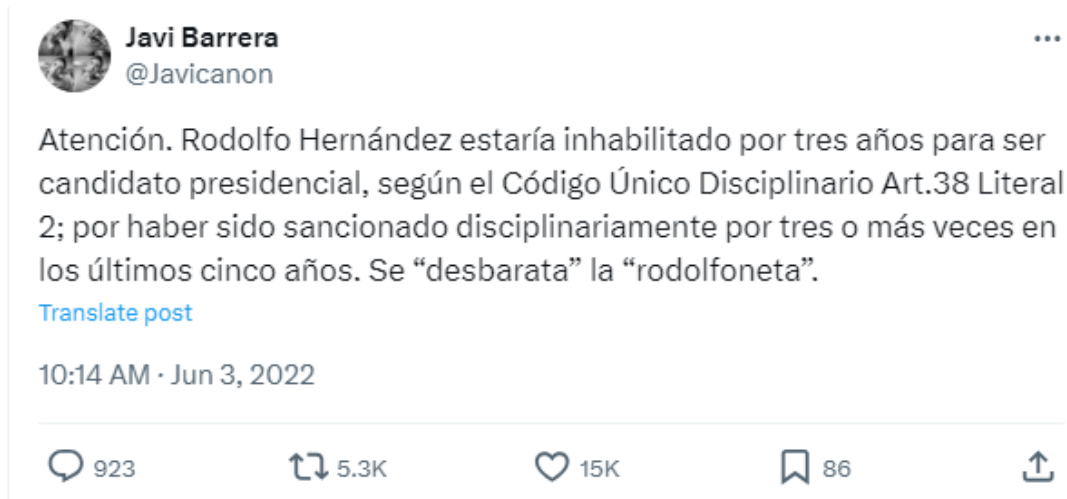 Javi Barrera
@Javicanon
Atención. Rodolfo Hernández estaría inhabilitado por tres años para ser
candidato presidencial, según el Código Único Disciplinario Art.38 Literal
2; por haber sido sancionado disciplinariamente por tres o más veces en
los últimos cinco años. Se “desbarata” la “rodolfoneta”.
Translate post
10:14 AM · Jun 3, 2022
923 5.3K 15K 86